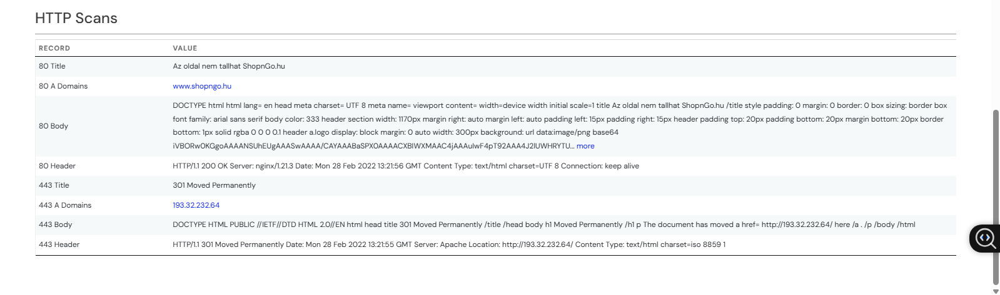 HTTP Scans
RECORD VALUE
80 Title Az oldal nem tallhat ShopnGo.hu
80 A Domains www.shopngo.hu
DOCTYPE html html lang= en head meta charset= UTF 8 meta name= viewport content= width=device width initial scale=1 title Az oldal nem tallhat ShopnGo.hu /title style padding: 0 margin: 0 border: 0 box sizing: border box
font family: arial sans serif body color: 333 header section width: 1170px margin right: auto margin left: auto padding left: 15px padding right: 15px header padding top: 20px padding bottom: 20px margin bottom: 20px border
80 Body
bottom: 1px solid rgba 0 0 0 0.1 header a.logo display: block margin: 0 auto width: 300px background: url data:image/png base64
iVBORw0KGgoAAAANSUhEUgAAASwAAAA/CAYAAABaSPX0AAAACXBIWXMAAC4jAAAuIwF4pT92AAA4J2lUWHRYTU... more
80 Header HTTP/1.1 200 OK Server: nginx/1.21.3 Date: Mon 28 Feb 2022 13:21:56 GMT Content Type: text/html charset=UTF 8 Connection: keep alive
443 Title 301 Moved Permanently
443 A Domains 193.32.232.64
443 Body DOCTYPE HTML PUBLIC //IETF//DTD HTML 2.0//EN html head title 301 Moved Permanently /title /head body h1 Moved Permanently /h1 p The document has moved a href= http://193.32.232.64/ here /a . /p /body /html
443 Header HTTP/1.1 301 Moved Permanently Date: Mon 28 Feb 2022 13:21:55 GMT Server: Apache Location: http://193.32.232.64/ Content Type: text/html charset=iso 8859 1